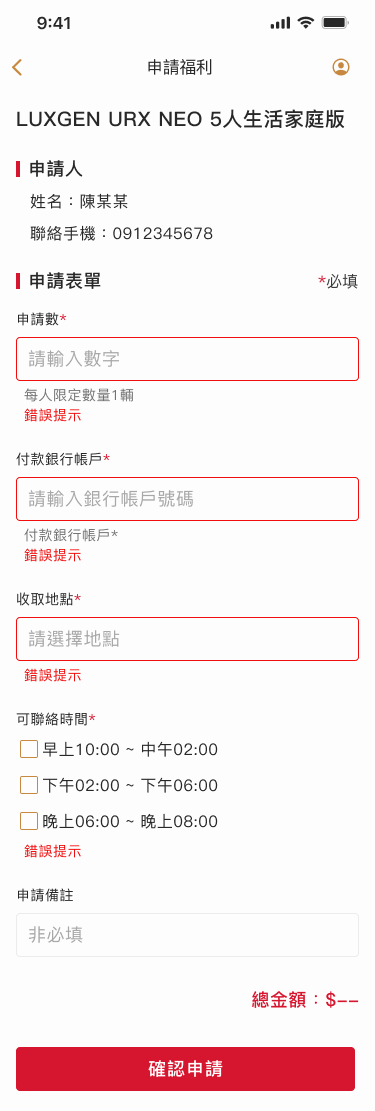 9:41
申請福利
LUXGEN URX NEO 5人生活家庭版
申請人
姓名：陳某某
聯絡手機：0912345678
申請表單 *必填
申請數*
請輸入數字
每人限定數量1輛
錯誤提示
付款銀行帳戶*
請輸入銀行帳戶號碼
付款銀行帳戶*
錯誤提示
收取地點*
請選擇地點
錯誤提示
可聯絡時間*
早上10:00 ~ 中午02:00
下午02:00 ~ 下午06:00
晚上06:00 ~ 晚上08:00
錯誤提示
申請備註
非必填
總金額：$--
確認申請